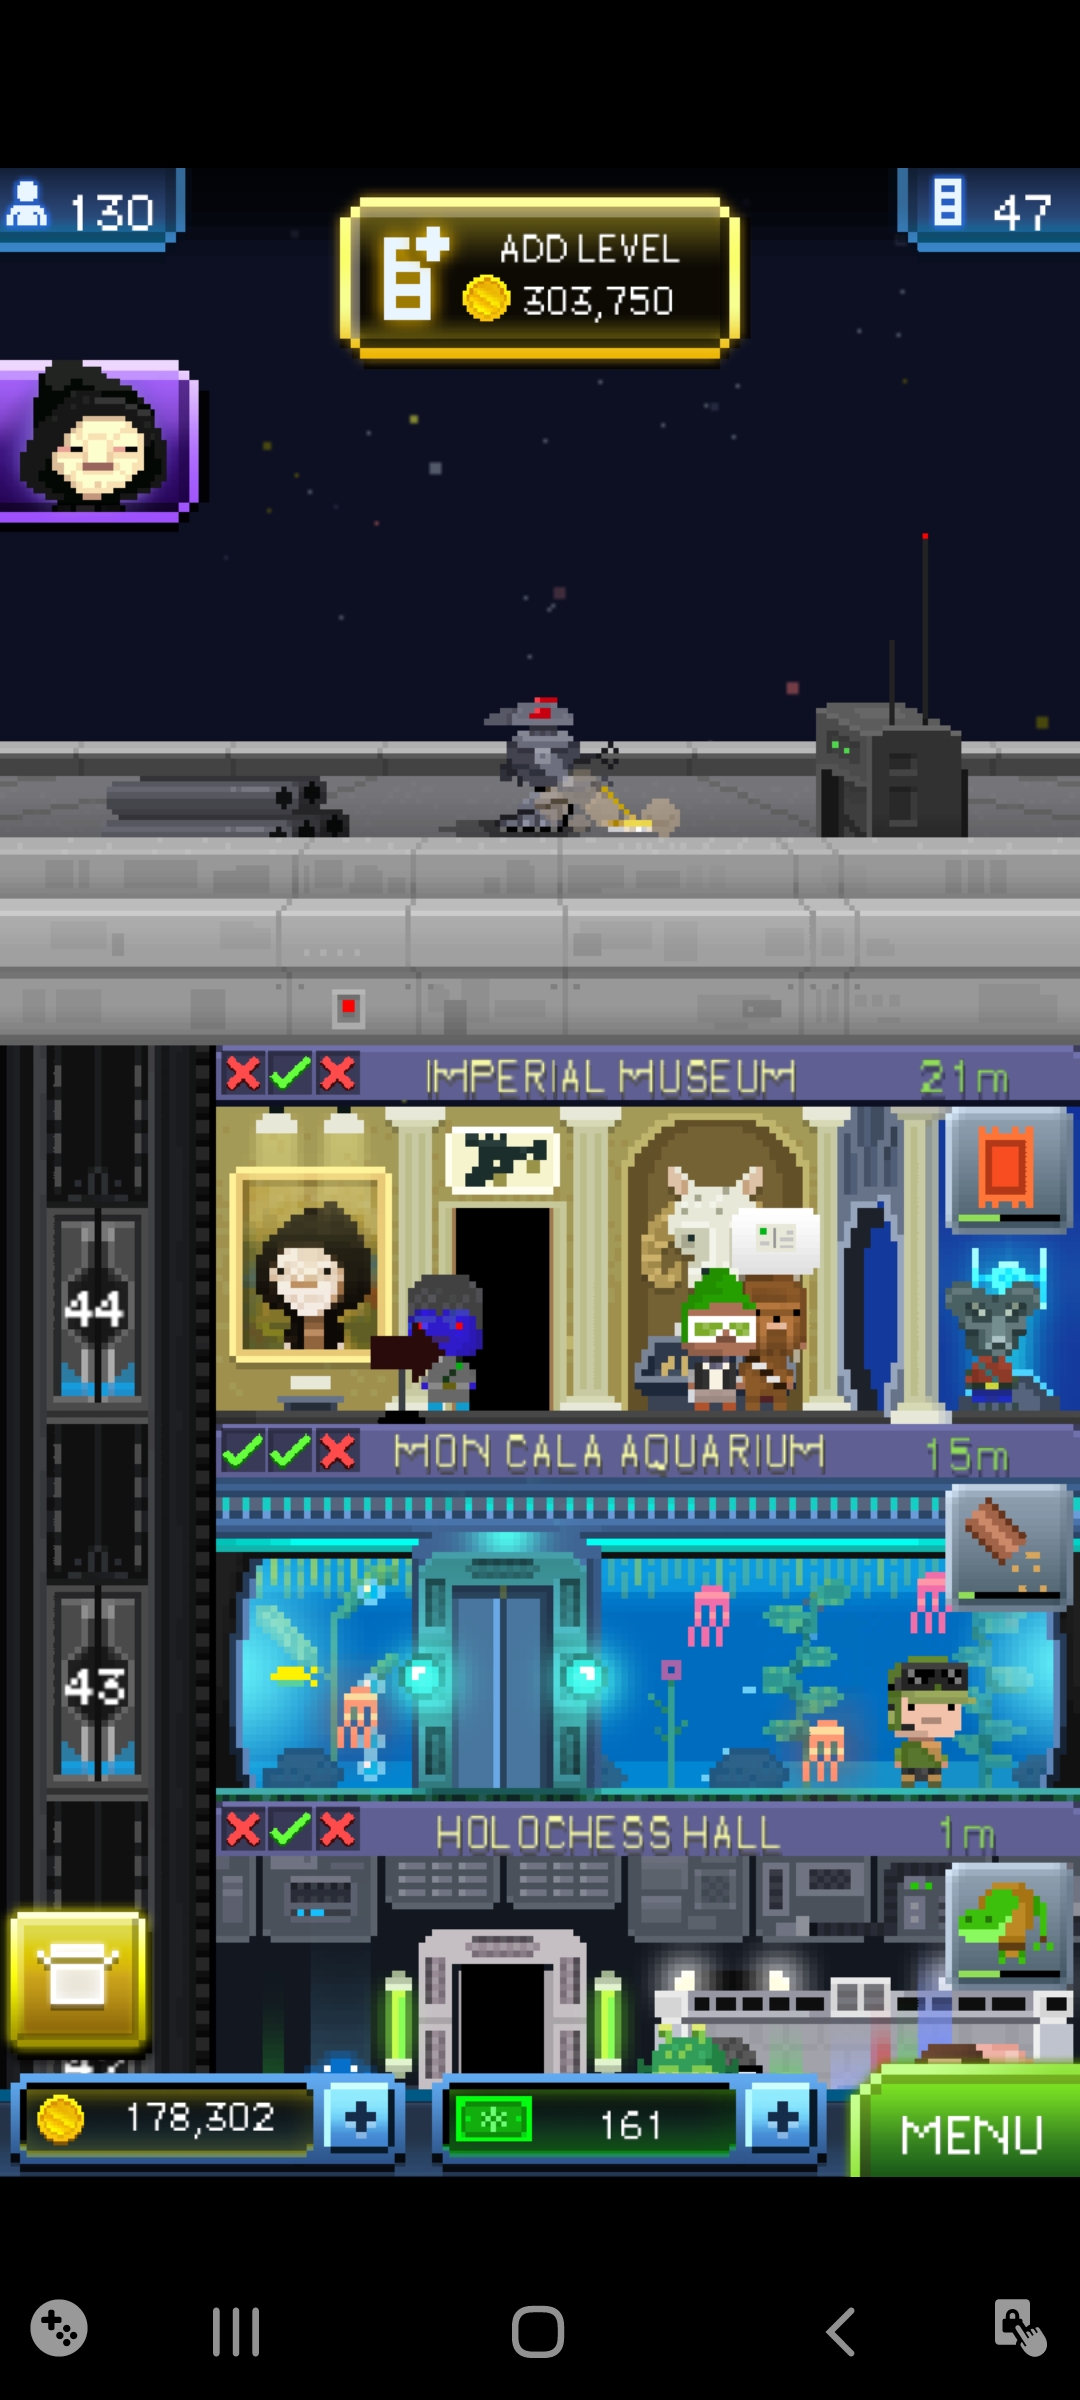 130
47
ADD LEVEL
303,750
IMPERIAL MUSEUM 21m
44
MON CALA AQUARIUM 15m
43
HOLOCHESS HALL 1m
178,302
161
MENU